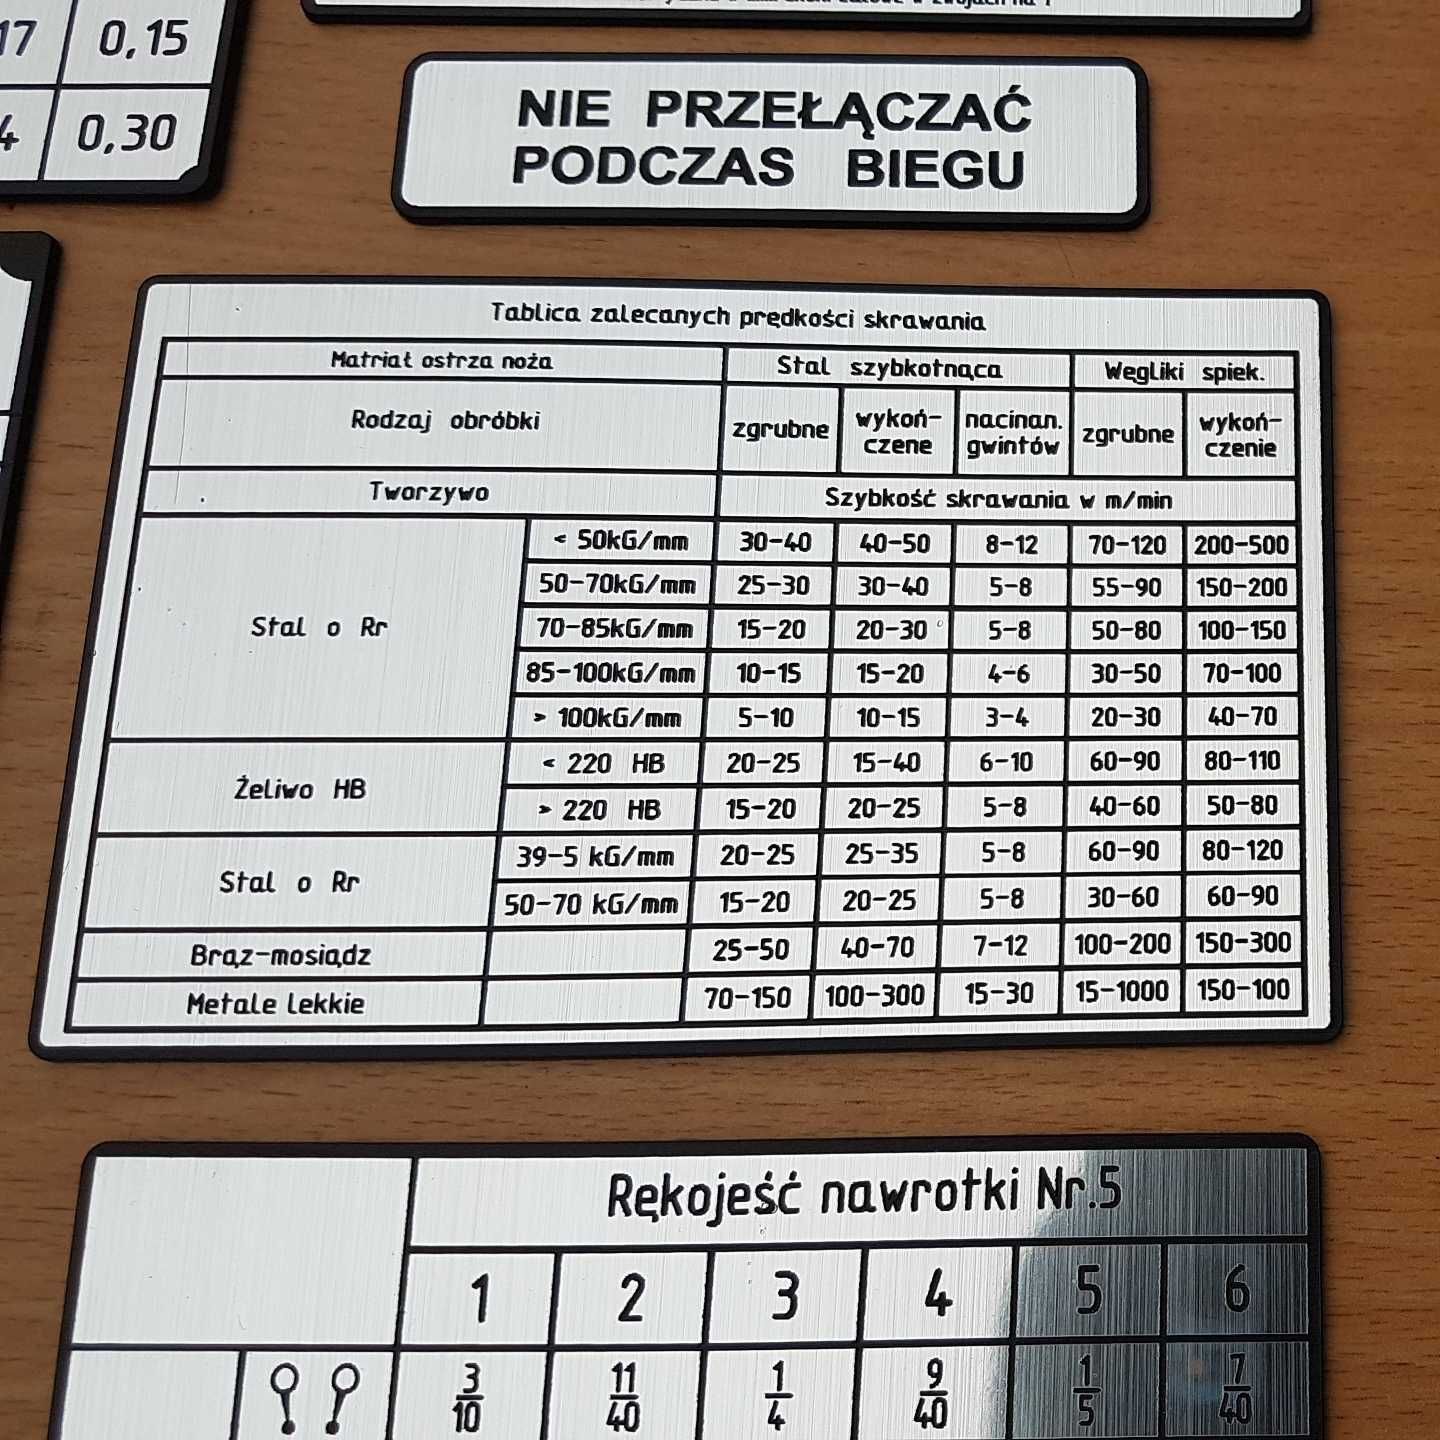 17 0,15
4 0,30
NIE PRZEŁĄCZAĆ
PODCZAS BIEGU
Tablica zalecanych prędkości skrawania
Matriał ostrza noża Stal szybkotnąca Węgliki spiek.
Rodzaj obróbki zgrubne wykoń-czene nacinan. gwintów zgrubne wykoń-czenie
Tworzywo Szybkość skrawania w m/min
Stal o Rr
< 50kG/mm 30-40 40-50 8-12 70-120 200-500
50-70kG/mm 25-30 30-40 5-8 55-90 150-200
70-85kG/mm 15-20 20-30 5-8 50-80 100-150
85-100kG/mm 10-15 15-20 4-6 30-50 70-100
> 100kG/mm 5-10 10-15 3-4 20-30 40-70
Żeliwo HB
< 220 HB 20-25 15-40 6-10 60-90 80-110
> 220 HB 15-20 20-25 5-8 40-60 50-80
Stal o Rr
39-5 kG/mm 20-25 25-35 5-8 60-90 80-120
50-70 kG/mm 15-20 20-25 5-8 30-60 60-90
Brąz-mosiądz 25-50 40-70 7-12 100-200 150-300
Metale lekkie 70-150 100-300 15-30 15-1000 150-100
Rękojeść nawrotki Nr.5
1 2 3 4 5 6
3/10 11/40 1/4 9/40 1/5 7/40